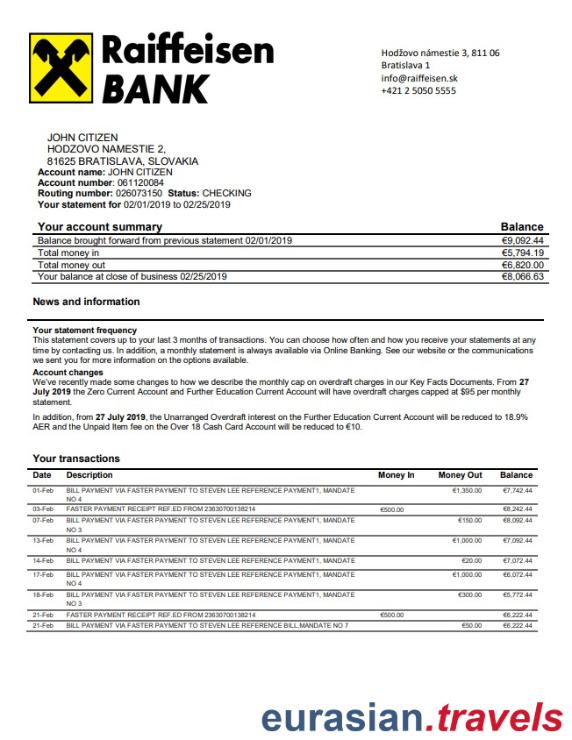 Raiffeisen
BANK
Hodžovo námestie 3, 811 06
Bratislava 1
info@raiffeisen.sk
+421 2 5050 5555
JOHN CITIZEN
HODZOVO NAMESTIE 2,
81625 BRATISLAVA, SLOVAKIA
Account name: JOHN CITIZEN
Account number: 061120084
Routing number: 026073150 Status: CHECKING
Your statement for 02/01/2019 to 02/25/2019
Your account summary Balance
Balance brought forward from previous statement 02/01/2019 €9,092.44
Total money in €5,794.19
Total money out €6,820.00
Your balance at close of business 02/25/2019 €8,066.63
News and information
Your statement frequency
This statement covers up to your last 3 months of transactions. You can choose how often and how you receive your statements at any
time by contacting us. In addition, a monthly statement is always available via Online Banking. See our website or the communications
we sent you for more information on the options available.
Account changes
We've recently made some changes to how we describe the monthly cap on overdraft charges in our Key Facts Documents. From 27
July 2019 the Zero Current Account and Further Education Current Account will have overdraft charges capped at $95 per monthly
statement.
In addition, from 27 July 2019, the Unarranged Overdraft interest on the Further Education Current Account will be reduced to 18.9%
AER and the Unpaid Item fee on the Over 18 Cash Card Account will be reduced to €10.
Your transactions
Date Description Money In Money Out Balance
01-Feb BILL PAYMENT VIA FASTER PAYMENT TO STEVEN LEE REFERENCE PAYMENT1, MANDATE €1,350.00 €7,742.44
NO 4
03-Feb FASTER PAYMENT RECEIPT REF.ED FROM 23630700138214 €500.00 €8,242.44
07-Feb BILL PAYMENT VIA FASTER PAYMENT TO STEVEN LEE REFERENCE PAYMENT1, MANDATE €150.00 €8,092.44
NO 3
13-Feb BILL PAYMENT VIA FASTER PAYMENT TO STEVEN LEE REFERENCE PAYMENT1, MANDATE €1,000.00 €7,092.44
NO 4
14-Feb BILL PAYMENT VIA FASTER PAYMENT TO STEVEN LEE REFERENCE PAYMENT1, MANDATE €20.00 €7,072.44
17-Feb BILL PAYMENT VIA FASTER PAYMENT TO STEVEN LEE REFERENCE PAYMENT1, MANDATE €1,000.00 €6,072.44
NO 4
18-Feb BILL PAYMENT VIA FASTER PAYMENT TO STEVEN LEE REFERENCE PAYMENT1, MANDATE €300.00 €5,772.44
NO 3
21-Feb FASTER PAYMENT RECEIPT REF.ED FROM 23630700138214 €500.00 €6,222.44
21-Feb BILL PAYMENT VIA FASTER PAYMENT TO STEVEN LEE REFERENCE BILL,MANDATE NO 7 €50.00 €6,222.44
eurasian.travels